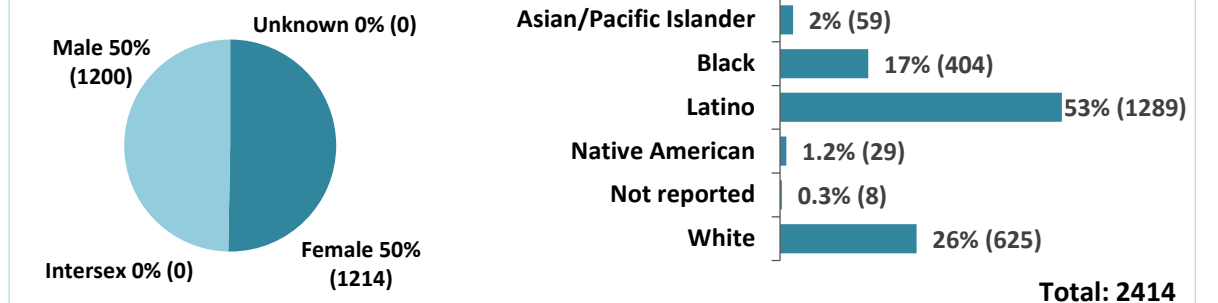 Unknown 0% (0)
Male 50%
(1200)
Female 50%
(1214)
Intersex 0% (0)
Asian/Pacific Islander 2% (59)
Black 17% (404)
Latino 53% (1289)
Native American 1.2% (29)
Not reported 0.3% (8)
White 26% (625)
Total: 2414